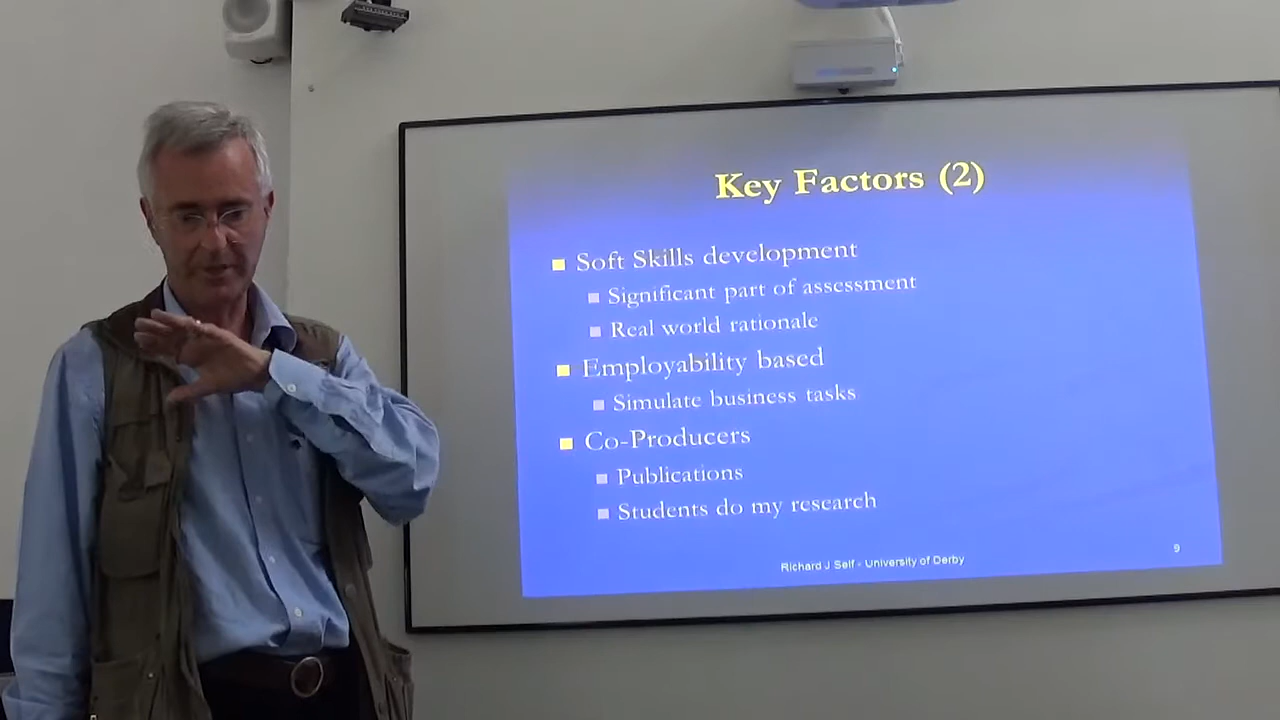 Key Factors (2)
Soft Skills development
Significant part of assessment
Real world rationale
Employability based
Simulate business tasks
Co-Producers
Publications
Students do my research
Richard J Self - University of Derby
9